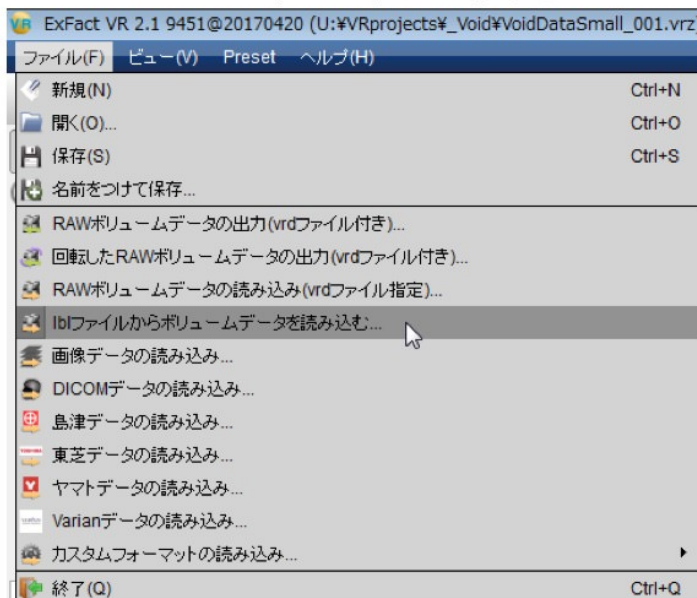 ExFact VR 2.1 9451@20170420 (U:¥VRprojects¥_Void¥VoidDataSmall_001.vrz
ファイル(F) ビュー(V) Preset ヘルプ(H)
新規(N) Ctrl+N
開く(O)... Ctrl+O
保存(S) Ctrl+S
名前をつけて保存...
RAWボリュームデータの出力(vrdファイル付き)...
回転したRAWボリュームデータの出力(vrdファイル付き)...
RAWボリュームデータの読み込み(vrdファイル指定)...
lblファイルからボリュームデータを読み込む...
画像データの読み込み...
DICOMデータの読み込み...
島津データの読み込み...
東芝データの読み込み...
ヤマトデータの読み込み...
Varianデータの読み込み...
カスタムフォーマットの読み込み...
終了(Q) Ctrl+Q